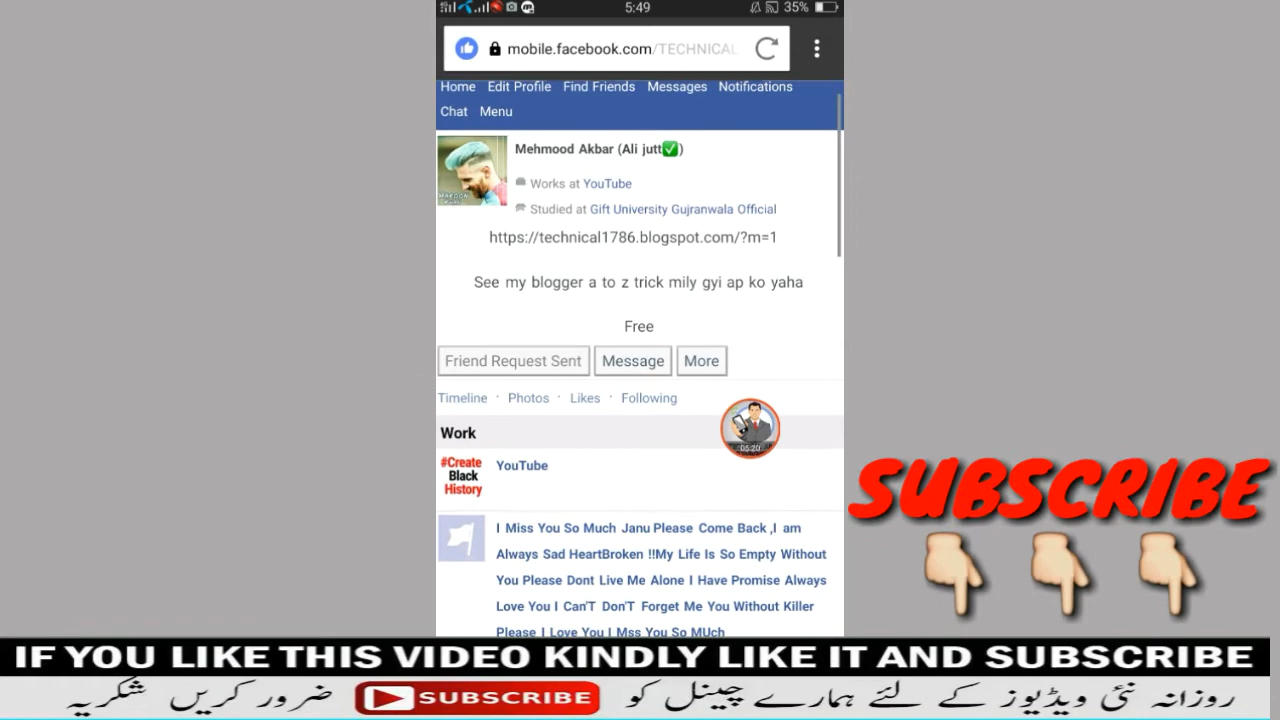 5:49
35%
mobile.facebook.com/TECHNICAL
Home Edit Profile Find Friends Messages Notifications
Chat Menu
Mehmood Akbar (Ali jutt✅)
Works at YouTube
Studied at Gift University Gujranwala Official
https://technical1786.blogspot.com/?m=1
See my blogger a to z trick mily gyi ap ko yaha
Free
Friend Request Sent Message More
Timeline · Photos · Likes · Following
Work
05:20
#Create
Black
History
YouTube
I Miss You So Much Janu Please Come Back ,I am
Always Sad HeartBroken !!My Life Is So Empty Without
You Please Dont Live Me Alone I Have Promise Always
Love You I Can'T Don'T Forget Me You Without Killer
Please I Love You I Mss You So MUch
SUBSCRIBE
IF YOU LIKE THIS VIDEO KINDLY LIKE IT AND SUBSCRIBE
روزانہ نئی ویڈیوز کے لئے ہمارے چینل کو SUBSCRIBE ضرور کریں شکریہ